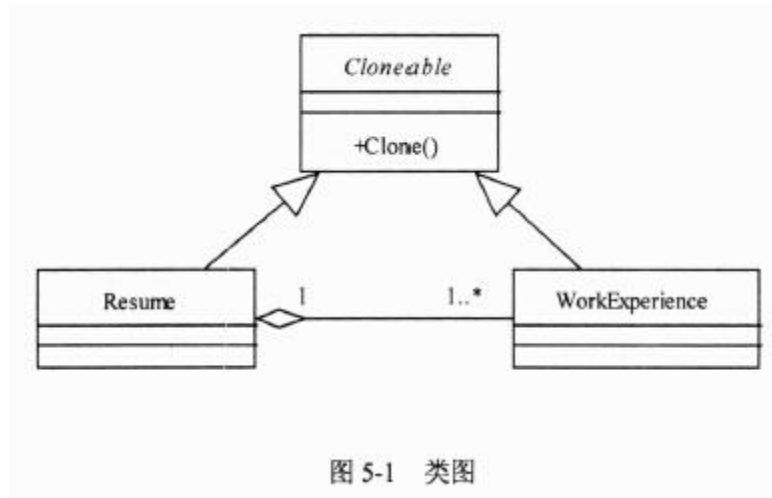 Cloneable
+Clone()
Resume
1
1..*
WorkExperience
图 5-1 类图